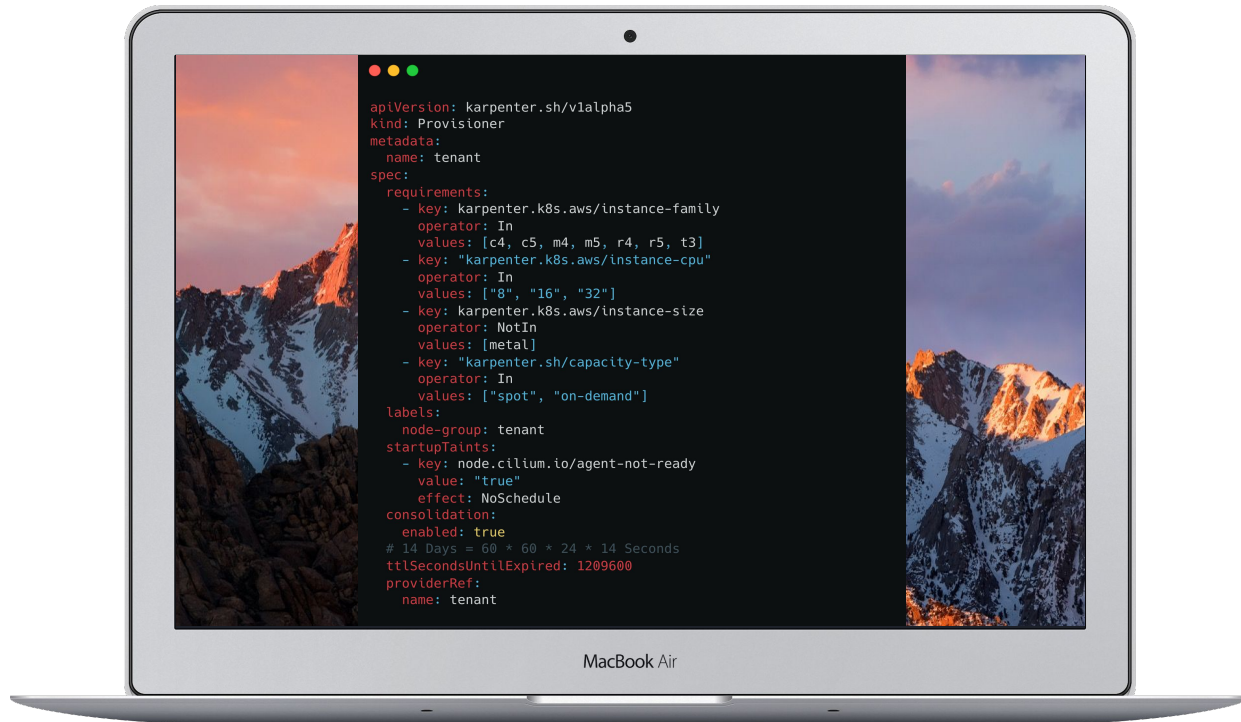 apiVersion: karpenter.sh/v1alpha5
kind: Provisioner
metadata:
  name: tenant
spec:
  requirements:
    - key: karpenter.k8s.aws/instance-family
      operator: In
      values: [c4, c5, m4, m5, r4, r5, t3]
    - key: "karpenter.k8s.aws/instance-cpu"
      operator: In
      values: ["8", "16", "32"]
    - key: karpenter.k8s.aws/instance-size
      operator: NotIn
      values: [metal]
    - key: "karpenter.sh/capacity-type"
      operator: In
      values: ["spot", "on-demand"]
  labels:
    node-group: tenant
  startupTaints:
    - key: node.cilium.io/agent-not-ready
      value: "true"
      effect: NoSchedule
  consolidation:
    enabled: true
  # 14 Days = 60 * 60 * 24 * 14 Seconds
  ttlSecondsUntilExpired: 1209600
  providerRef:
    name: tenant
MacBook Air